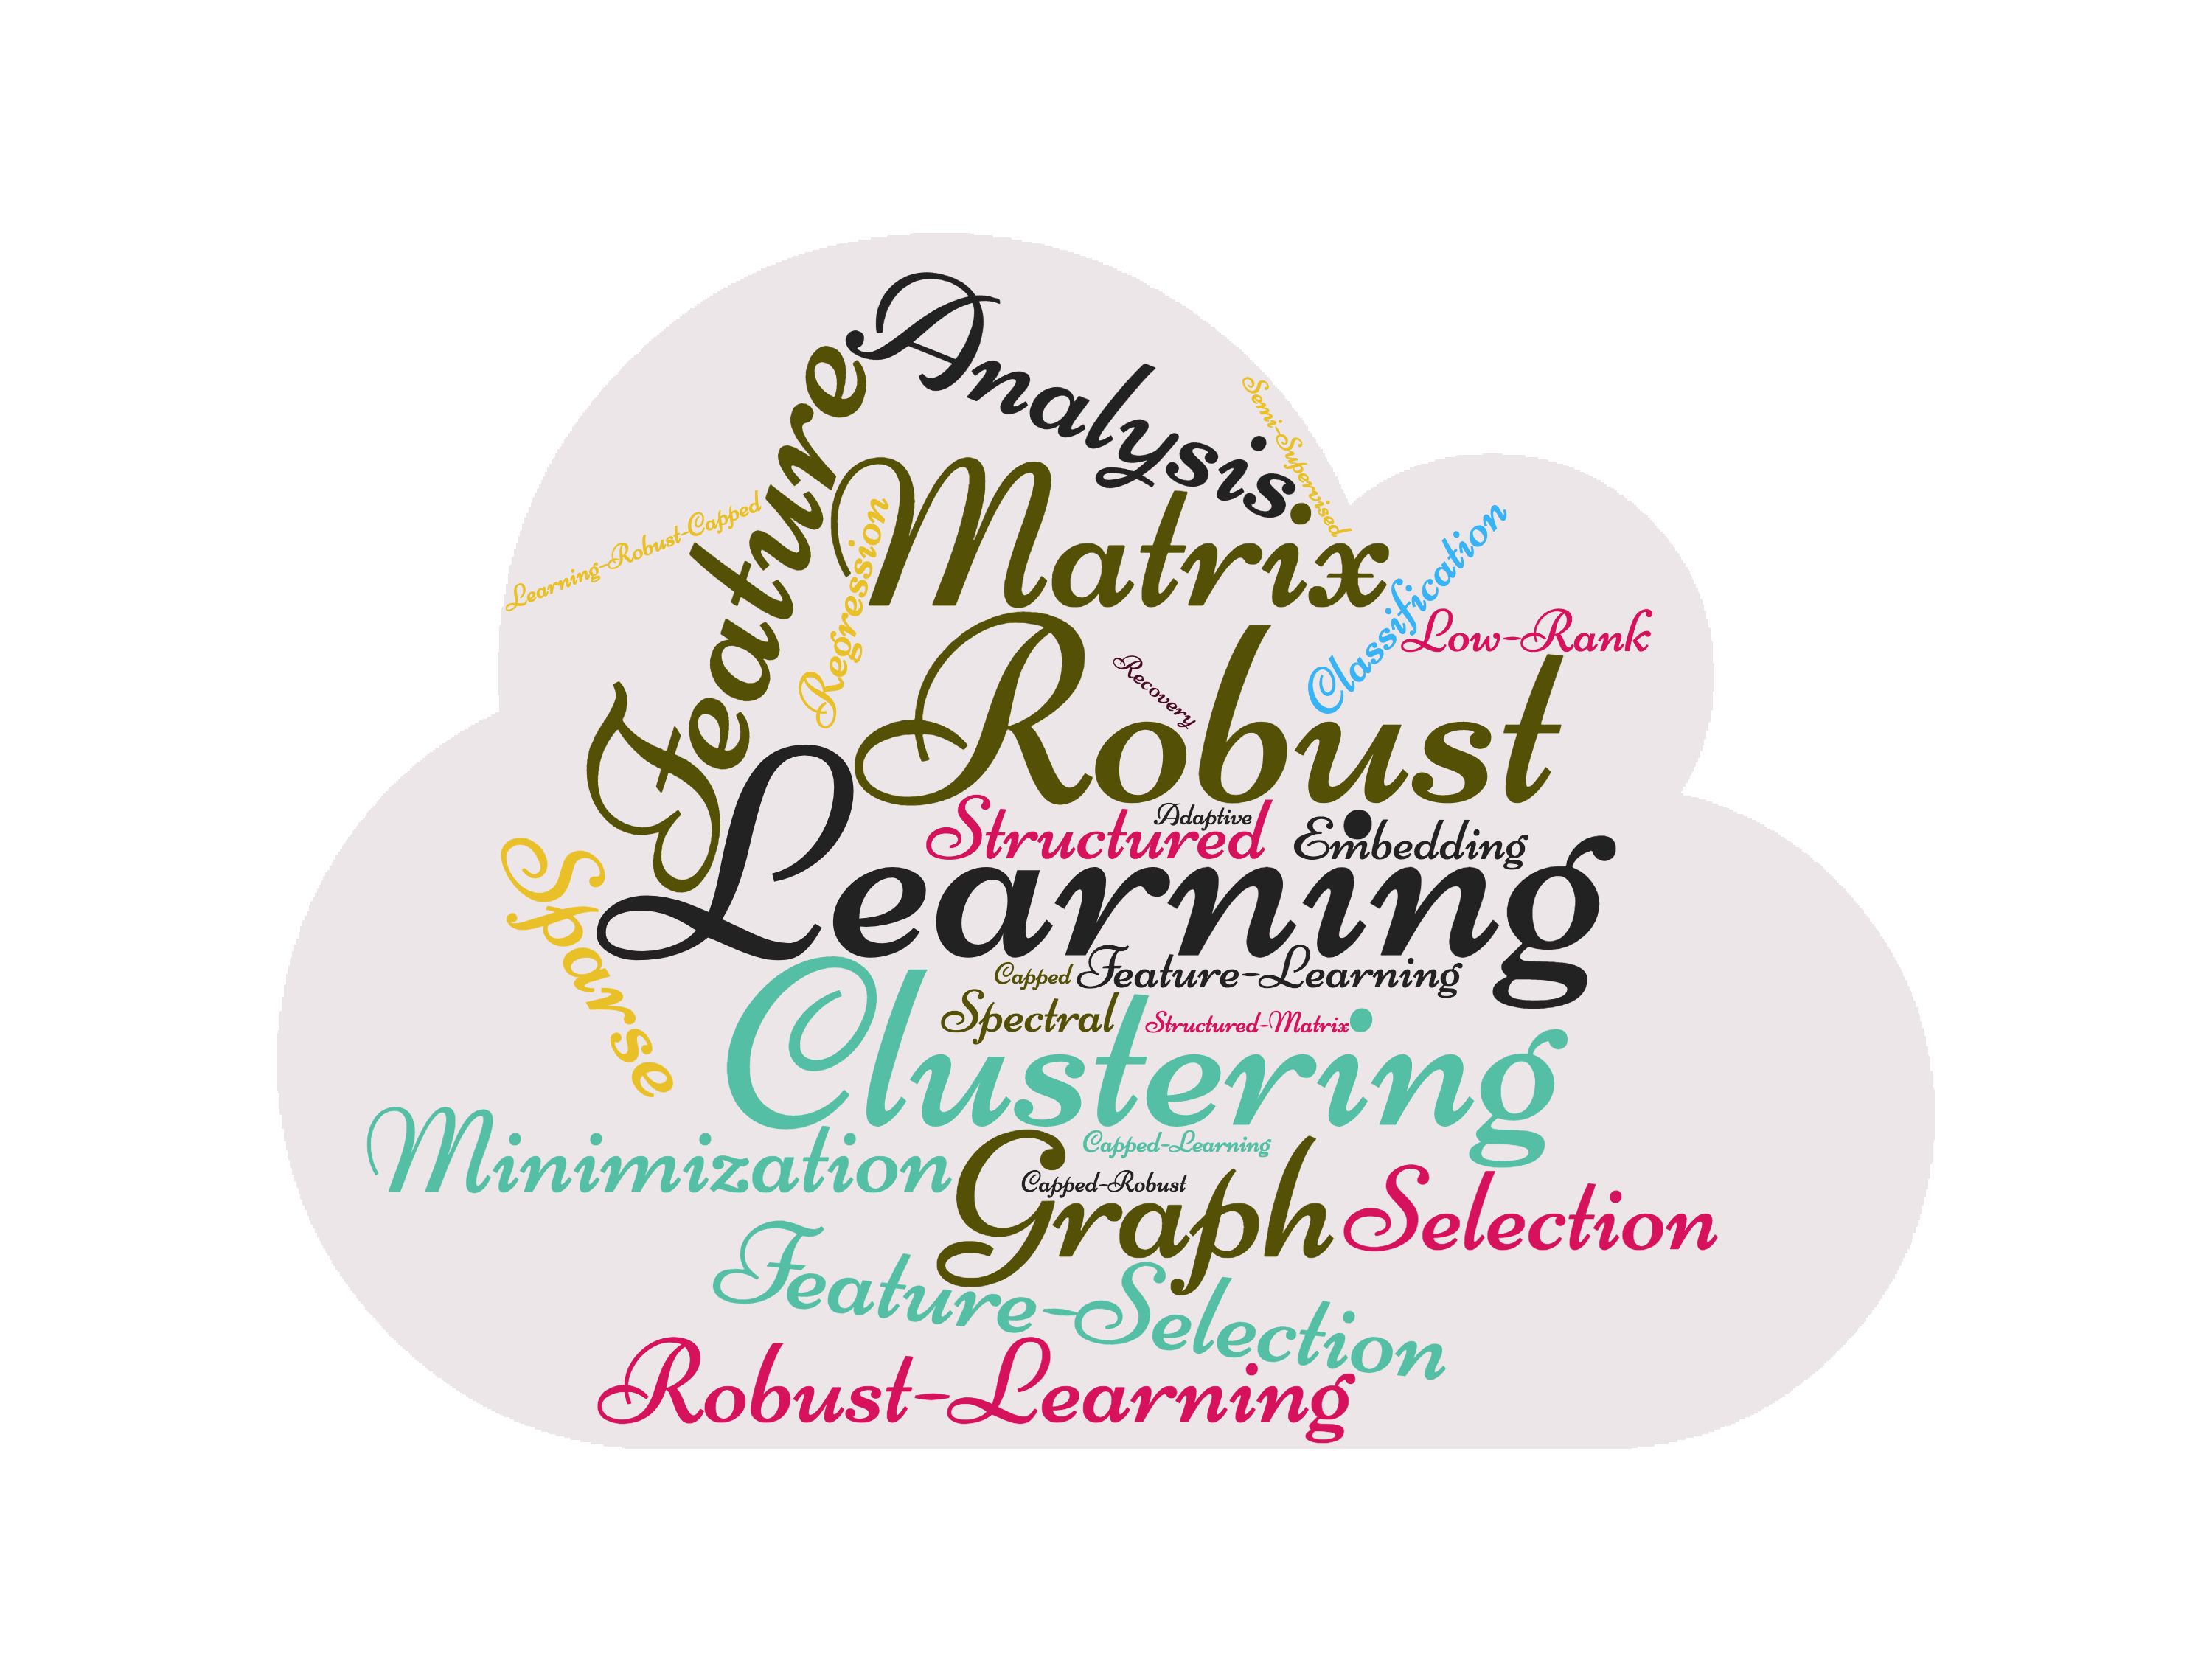 Analysis
Feature
Semi-Supervised
Matrix
Learning-Robust-Capped
Regression
Classification
Low-Rank
Robust
Recovery
Structured
Adaptive
Embedding
Learning
Sparse
Capped
Feature-Learning
Spectral
Structured-Matrix
Clustering
Minimization
Capped-Learning
Capped-Robust
Graph
Selection
Feature-Selection
Robust-Learning